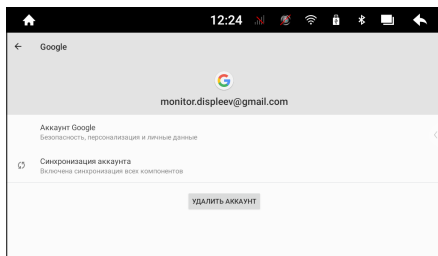 12:24
Google
monitor.displeev@gmail.com
Аккаунт Google
Безопасность, персонализация и личные данные
Синхронизация аккаунта
Включена синхронизация всех компонентов
УДАЛИТЬ АККАУНТ